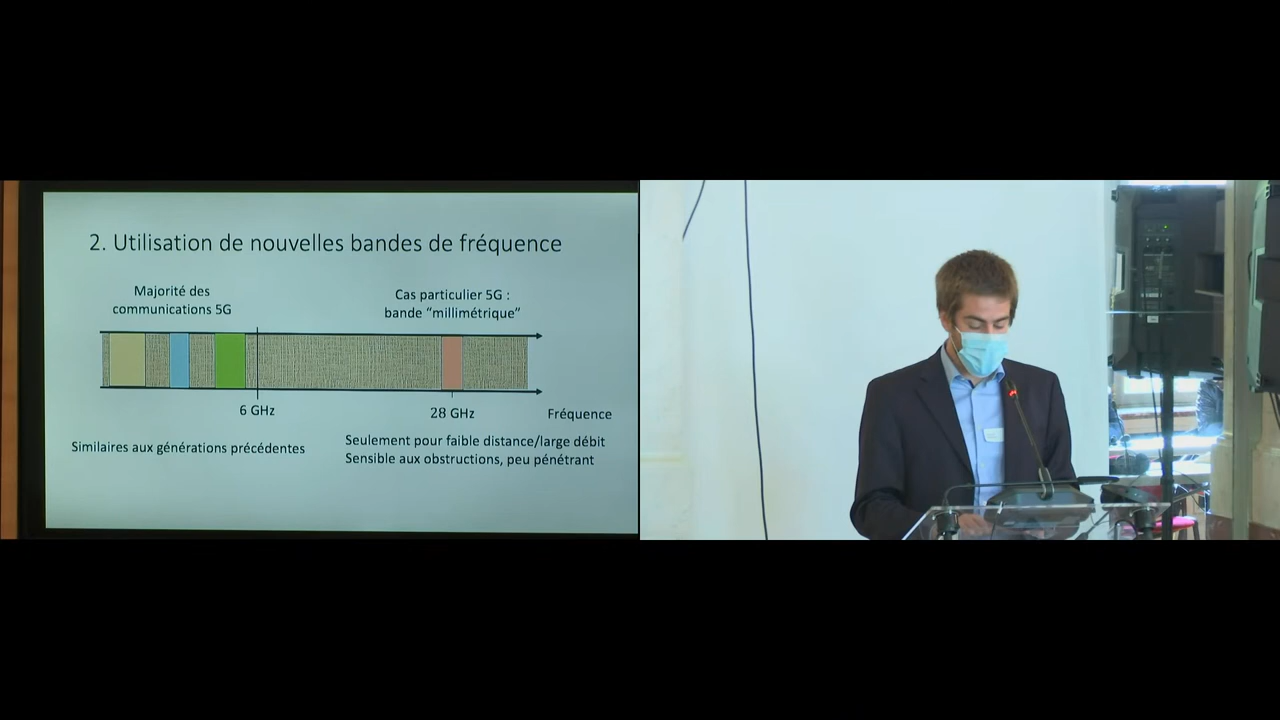 2. Utilisation de nouvelles bandes de fréquence
Majorité des
communications 5G
Cas particulier 5G :
bande “millimétrique”
6 GHz
28 GHz
Fréquence
Similaires aux générations précédentes
Seulement pour faible distance/large débit
Sensible aux obstructions, peu pénétrant